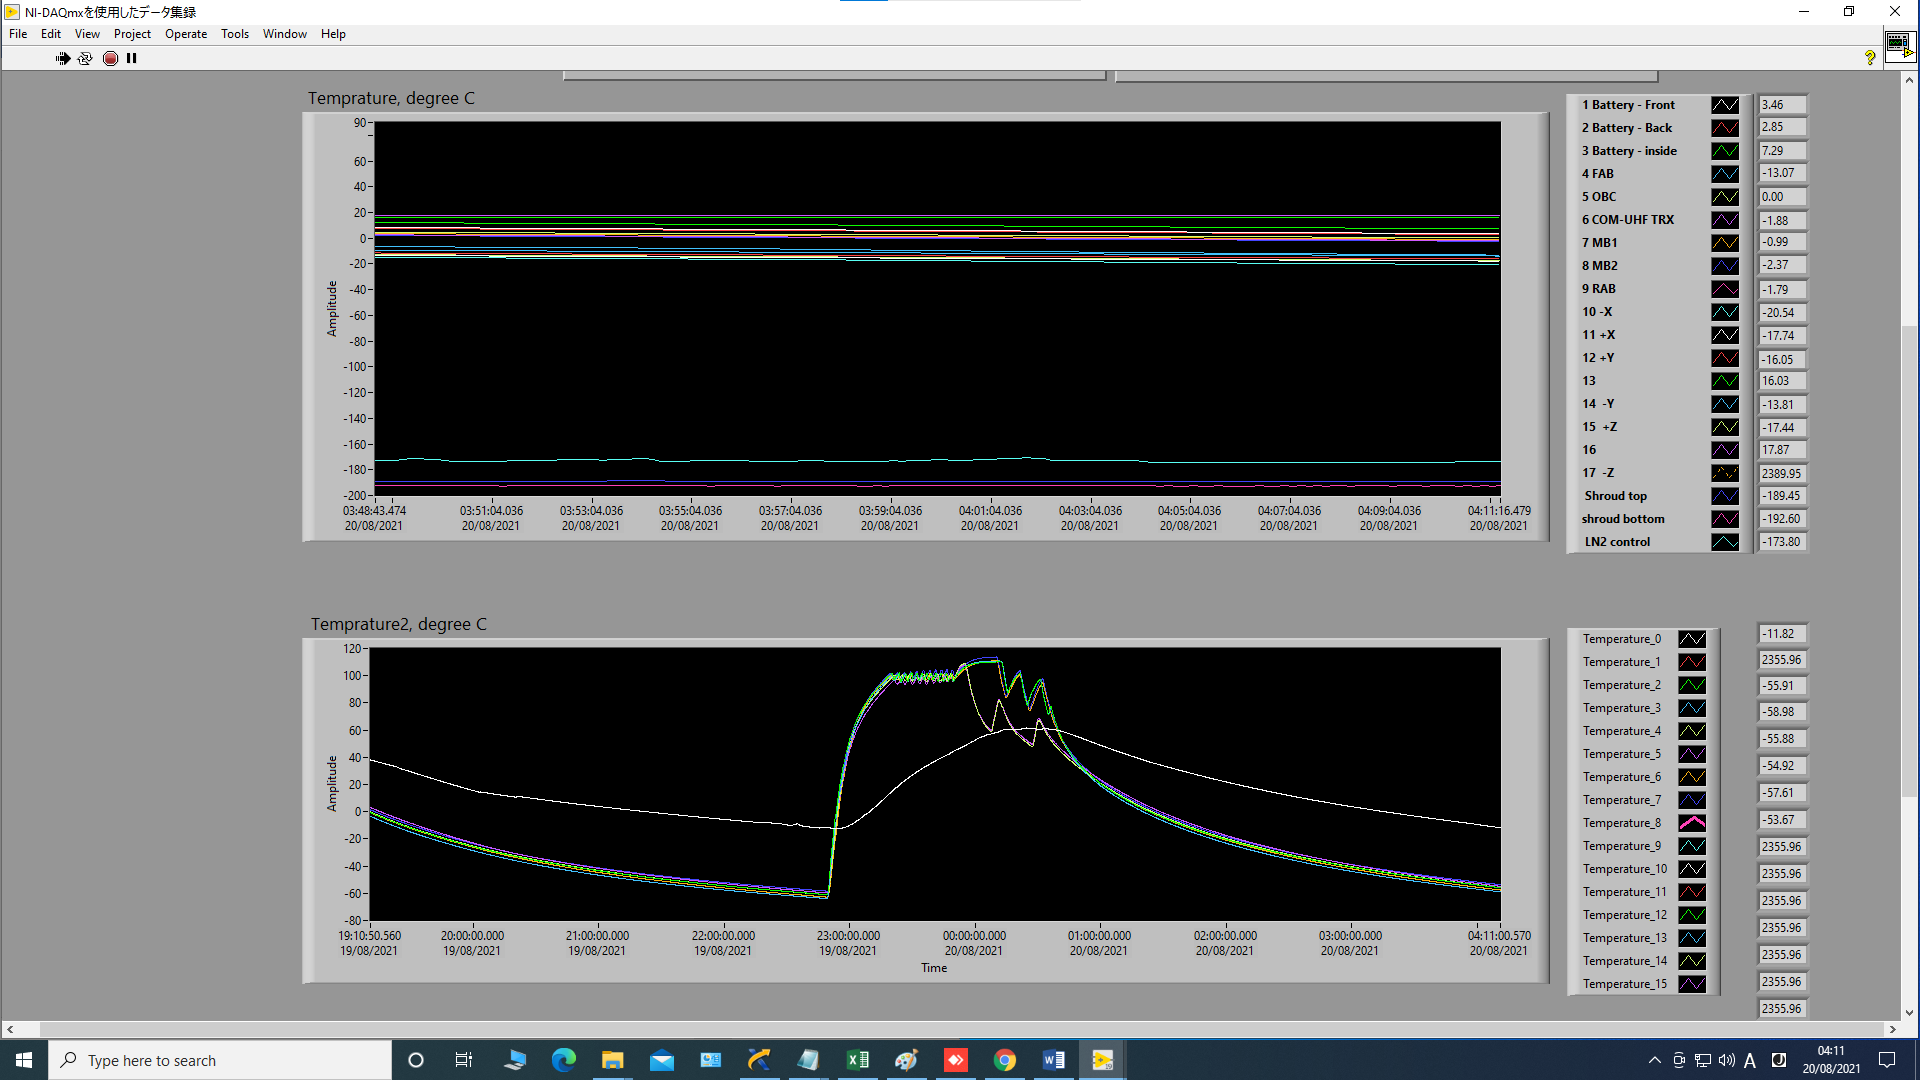 NI-DAQmxを使用したデータ集録
File Edit View Project Operate Tools Window Help
?
Temprature, degree C
90
60
40
20
0
-20
-40
-60
-80
-100
-120
-140
-160
-180
-200
Amplitude
03:48:43.474 03:51:04.036 03:53:04.036 03:55:04.036 03:57:04.036 03:59:04.036 04:01:04.036 04:03:04.036 04:05:04.036 04:07:04.036 04:09:04.036 04:11:16.479
20/08/2021 20/08/2021 20/08/2021 20/08/2021 20/08/2021 20/08/2021 20/08/2021 20/08/2021 20/08/2021 20/08/2021 20/08/2021 20/08/2021
1 Battery - Front 3.46
2 Battery - Back 2.85
3 Battery - inside 7.29
4 FAB -13.07
5 OBC 0.00
6 COM-UHF TRX -1.88
7 MB1 -0.99
8 MB2 -2.37
9 RAB -1.79
10 -X -20.54
11 +X -17.74
12 +Y -16.05
13 16.03
14 -Y -13.81
15 +Z -17.44
16 17.87
17 -Z 2389.95
Shroud top -189.45
shroud bottom -192.60
LN2 control -173.80
Temprature2, degree C
120
100
80
60
40
20
0
-20
-40
-60
-80
Amplitude
19:10:50.560 20:00:00.000 21:00:00.000 22:00:00.000 23:00:00.000 00:00:00.000 01:00:00.000 02:00:00.000 03:00:00.000 04:11:00.570
19/08/2021 19/08/2021 19/08/2021 19/08/2021 19/08/2021 20/08/2021 20/08/2021 20/08/2021 20/08/2021 20/08/2021
Time
Temperature_0 -11.82
Temperature_1 2355.96
Temperature_2 -55.91
Temperature_3 -58.98
Temperature_4 -55.88
Temperature_5 -54.92
Temperature_6 -57.61
Temperature_7 -53.67
Temperature_8 2355.96
Temperature_9 2355.96
Temperature_10 2355.96
Temperature_11 2355.96
Temperature_12 2355.96
Temperature_13 2355.96
Temperature_14 2355.96
Temperature_15
Type here to search
A
04:11
20/08/2021